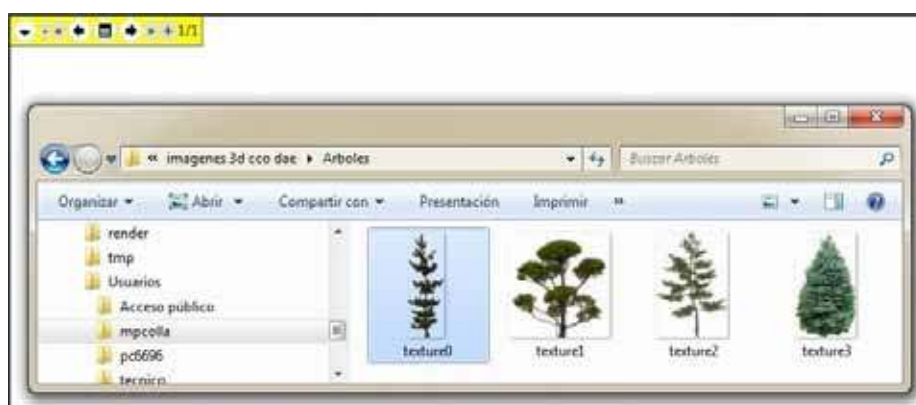 1/1
« imagenes 3d cco dae ▸ Arboles
Buscar Arboles
Organizar
Abrir
Compartir con
Presentación
Imprimir
»
render
tmp
Usuarios
Acceso público
mpcolla
pc6696
tecnico
texture0
texture1
texture2
texture3